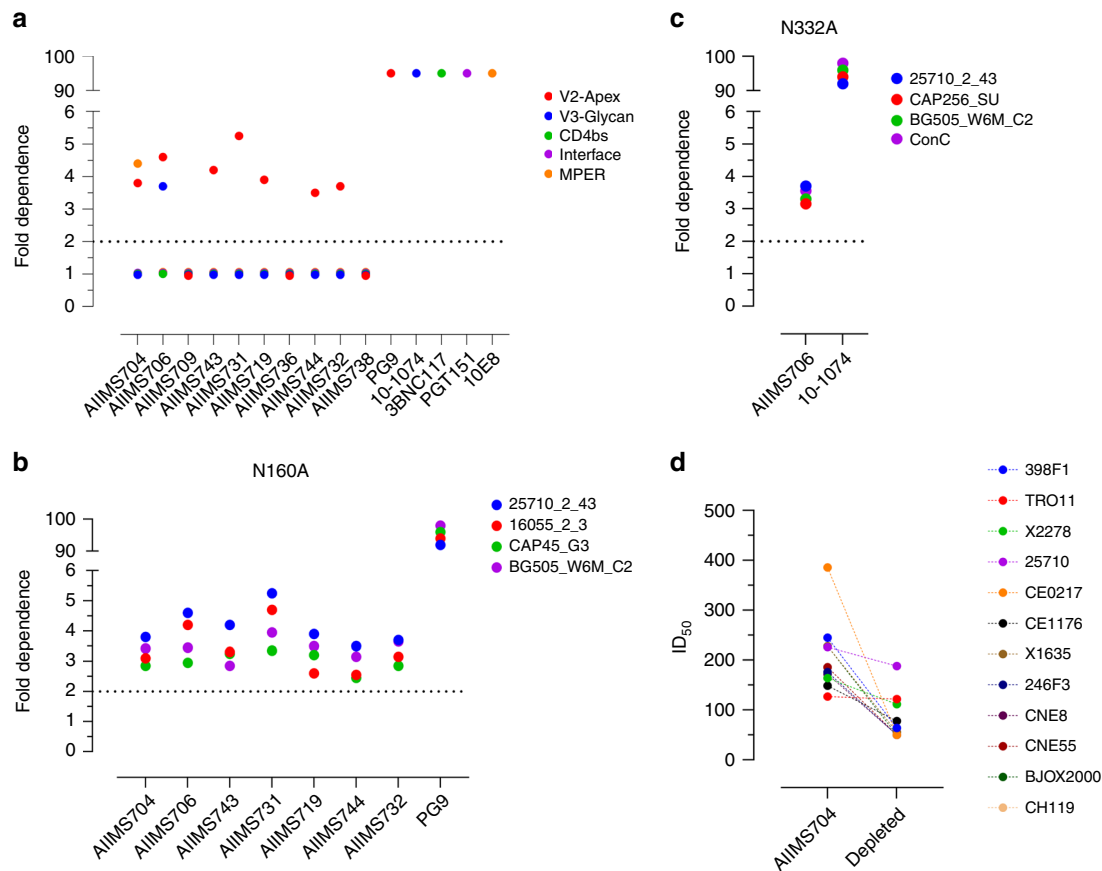 a
Fold dependence
100
90
6
5
4
3
2
1
0
AIIMS704
AIIMS706
AIIMS709
AIIMS743
AIIMS731
AIIMS719
AIIMS736
AIIMS744
AIIMS732
AIIMS738
PG9
10-1074
3BNC117
PGT151
10E8
V2-Apex
V3-Glycan
CD4bs
Interface
MPER
c
N332A
Fold dependence
100
90
6
5
4
3
2
1
0
AIIMS706
10-1074
25710_2_43
CAP256_SU
BG505_W6M_C2
ConC
b
N160A
Fold dependence
100
90
6
5
4
3
2
1
0
AIIMS704
AIIMS706
AIIMS743
AIIMS731
AIIMS719
AIIMS744
AIIMS732
PG9
25710_2_43
16055_2_3
CAP45_G3
BG505_W6M_C2
d
ID50
500
400
300
200
100
0
AIIMS704
Depleted
398F1
TRO11
X2278
25710
CE0217
CE1176
X1635
246F3
CNE8
CNE55
BJOX2000
CH119